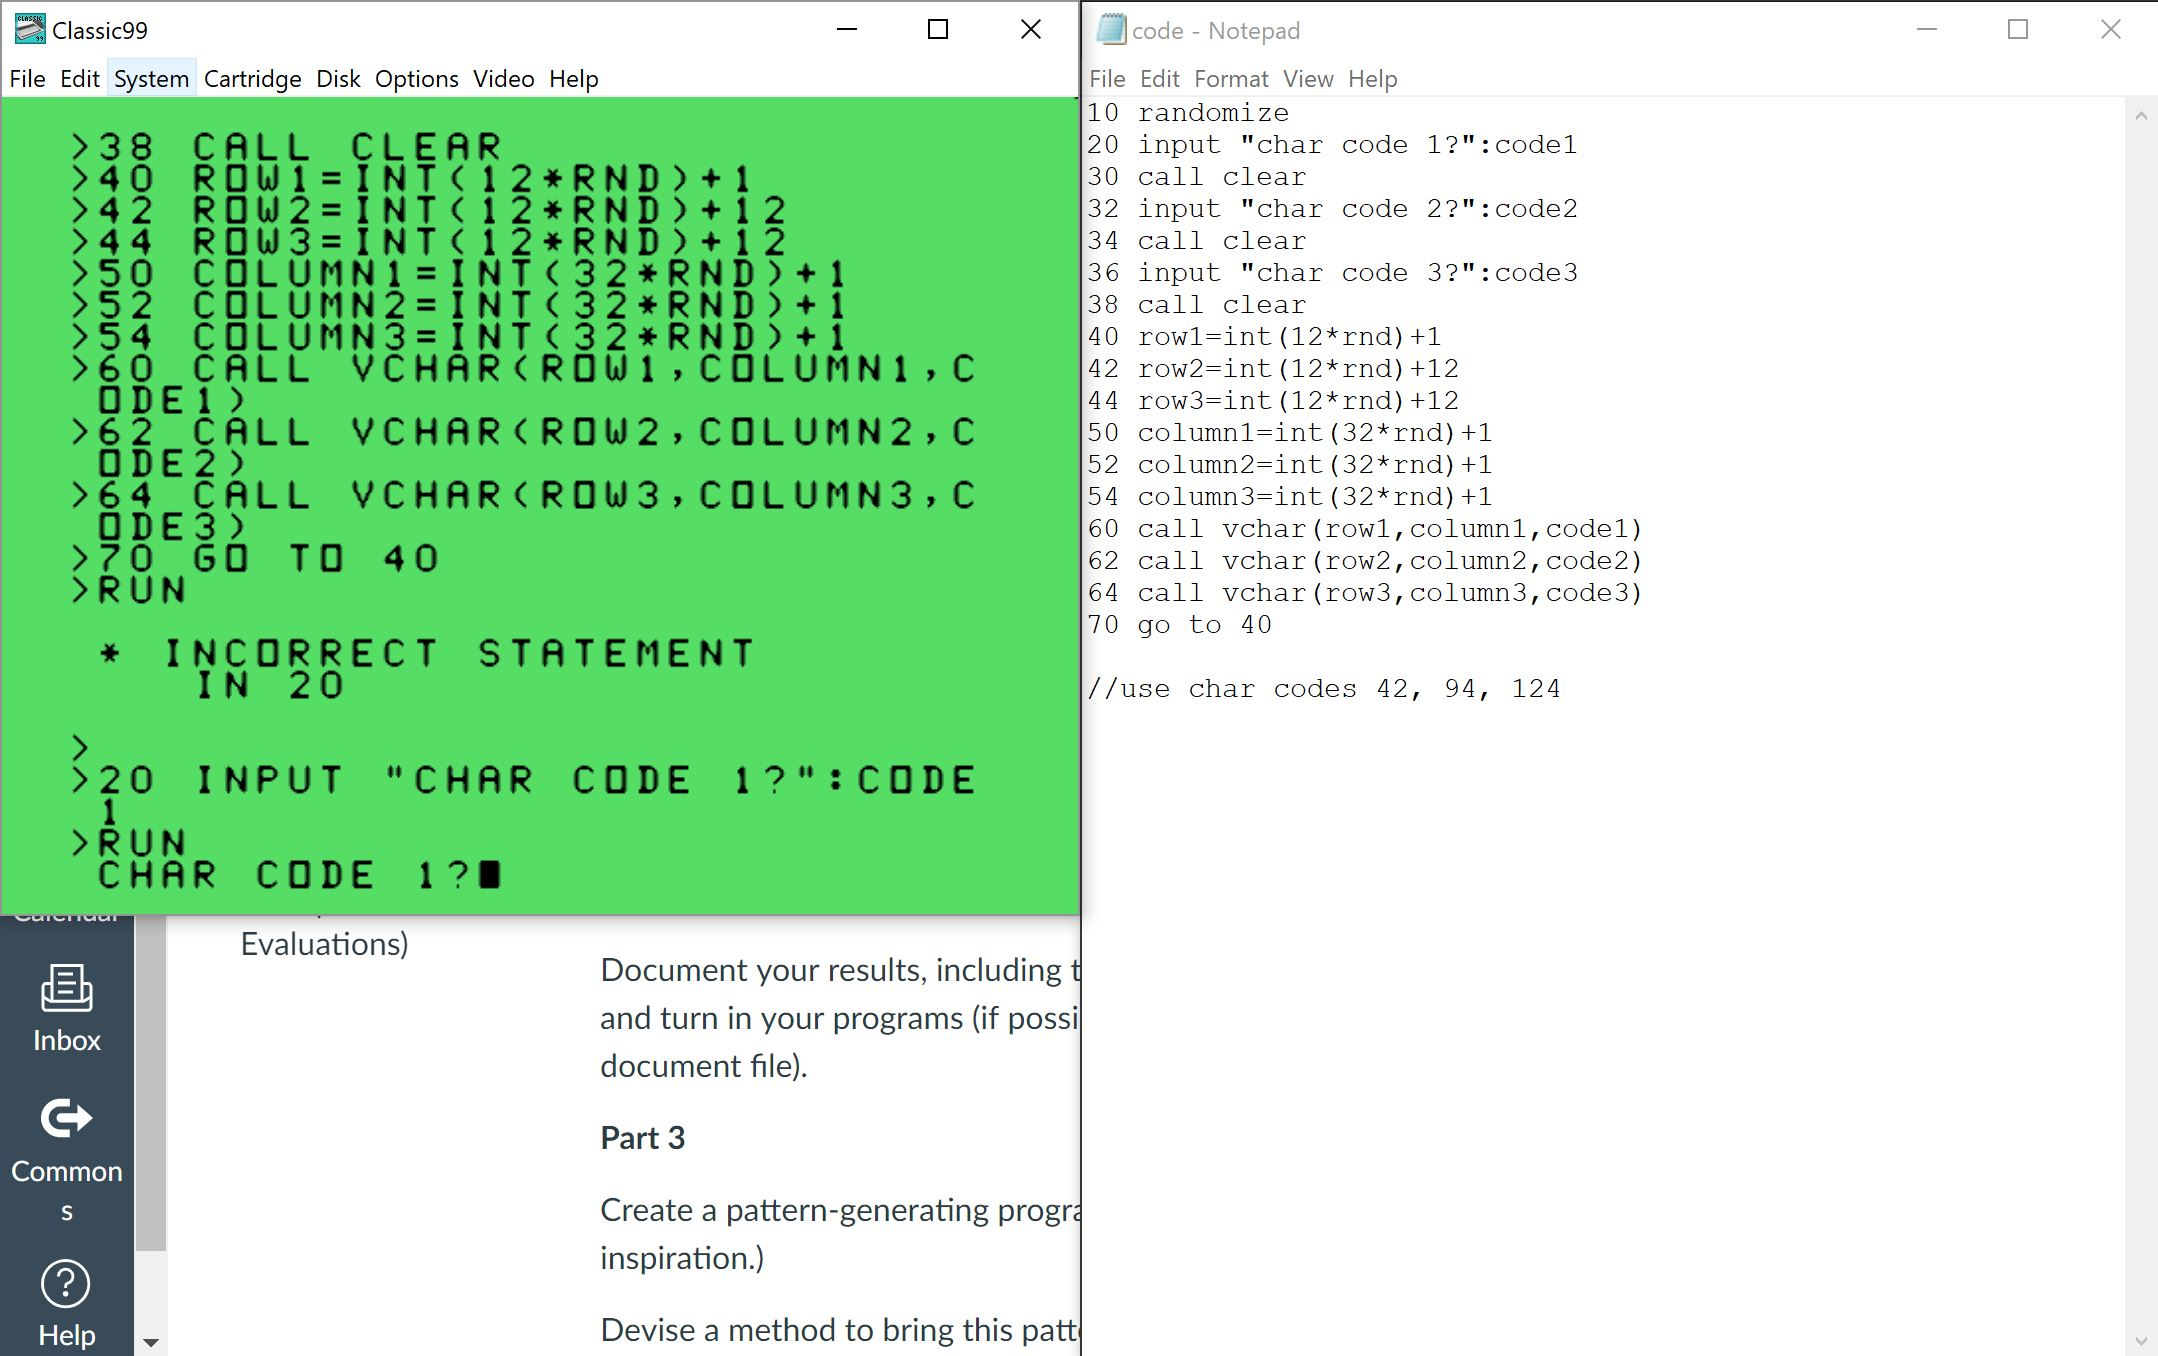 Classic99
File Edit System Cartridge Disk Options Video Help
>38 CALL CLEAR
>40 ROW1=INT(12*RND)+1
>42 ROW2=INT(12*RND)+12
>44 ROW3=INT(12*RND)+12
>50 COLUMN1=INT(32*RND)+1
>52 COLUMN2=INT(32*RND)+1
>54 COLUMN3=INT(32*RND)+1
>60 CALL VCHAR(ROW1,COLUMN1,C
ODE1)
>62 CALL VCHAR(ROW2,COLUMN2,C
ODE2)
>64 CALL VCHAR(ROW3,COLUMN3,C
ODE3)
>70 GO TO 40
>RUN
* INCORRECT STATEMENT
IN 20
>
>20 INPUT "CHAR CODE 1?":CODE
1
>RUN
CHAR CODE 1?
code - Notepad
File Edit Format View Help
10 randomize
20 input "char code 1?":code1
30 call clear
32 input "char code 2?":code2
34 call clear
36 input "char code 3?":code3
38 call clear
40 row1=int(12*rnd)+1
42 row2=int(12*rnd)+12
44 row3=int(12*rnd)+12
50 column1=int(32*rnd)+1
52 column2=int(32*rnd)+1
54 column3=int(32*rnd)+1
60 call vchar(row1,column1,code1)
62 call vchar(row2,column2,code2)
64 call vchar(row3,column3,code3)
70 go to 40
//use char codes 42, 94, 124
Calendar
Inbox
Common
s
Help
Evaluations)
Document your results, including
and turn in your programs (if
document file).
Part 3
Create a pattern-generating
inspiration.)
Devise a method to bring this